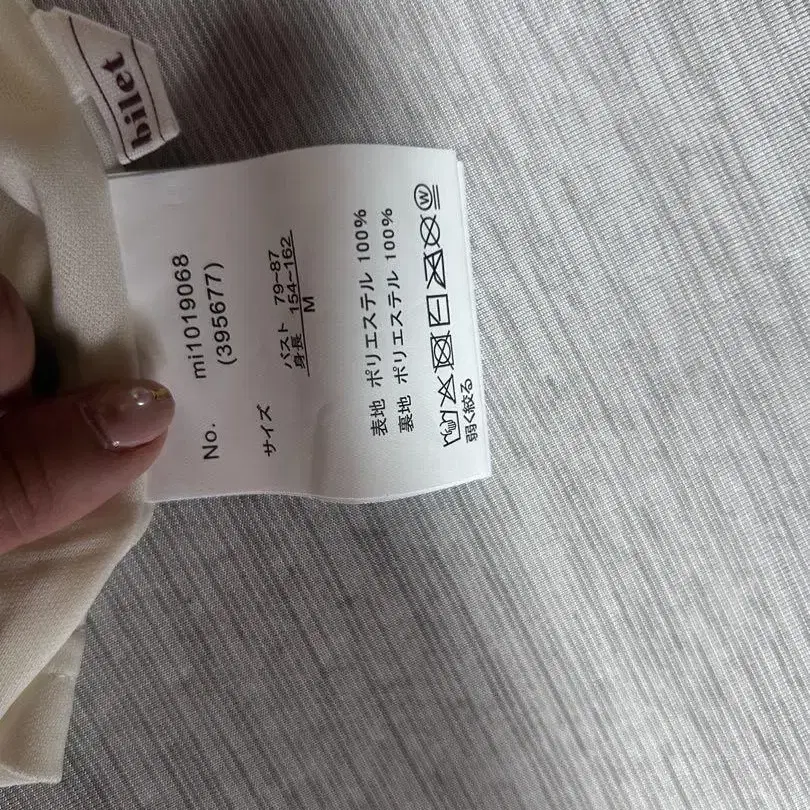 bilet
No. mi1019068
(395677)
サイズ
バスト 79~87
身長 154~162
M
表地 ポリエステル 100%
裏地 ポリエステル 100%
W
弱く絞る